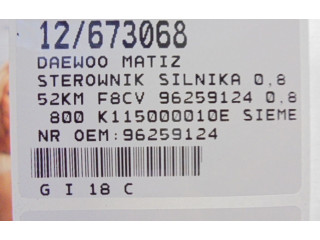 12/673068
DAEWOO MATIZ
STEROWNIK SILNIKA 0,8
52KM F8CV 96259124 0,8
800 K115000010E SIEME
NR OEM:96259124
G I 18 C